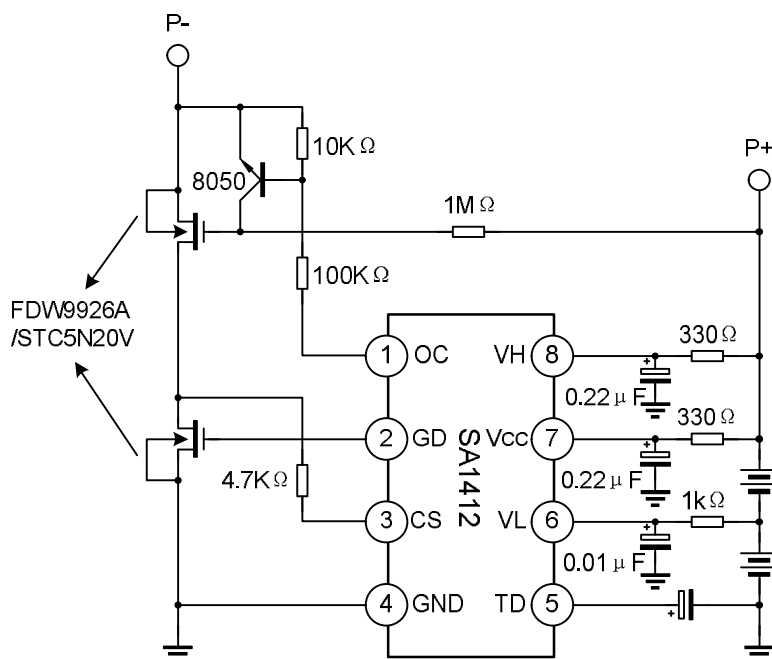 P-
10KΩ
8050
P+
1MΩ
100KΩ
FDW9926A
/STC5N20V
1 OC
VH 8
330Ω
0.22μF
2 GD
Vcc 7
330Ω
0.22μF
SA1412
4.7KΩ
3 CS
VL 6
1kΩ
0.01μF
4 GND
TD 5